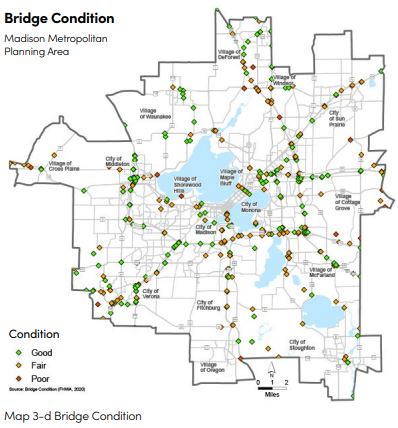 Bridge Condition
Madison Metropolitan
Planning Area
Village of
DeForest
Village of
Windsor
Village
of Waunakee
City
of Sun
Prairie
Village of
Cross Plains
City of
Middleton
Village of
Shorewood
Hills
Village of
Maple
Bluff
City of
Monona
Village
of Cottage
Grove
City of
Madison
Village of
McFarland
City of
Verona
City of
Fitchburg
City of
Stoughton
Village
of Oregon
Condition
Good
Fair
Poor
Source: Bridge Condition (FHWA, 2020)
N
0 1 2
Miles
Map 3-d Bridge Condition